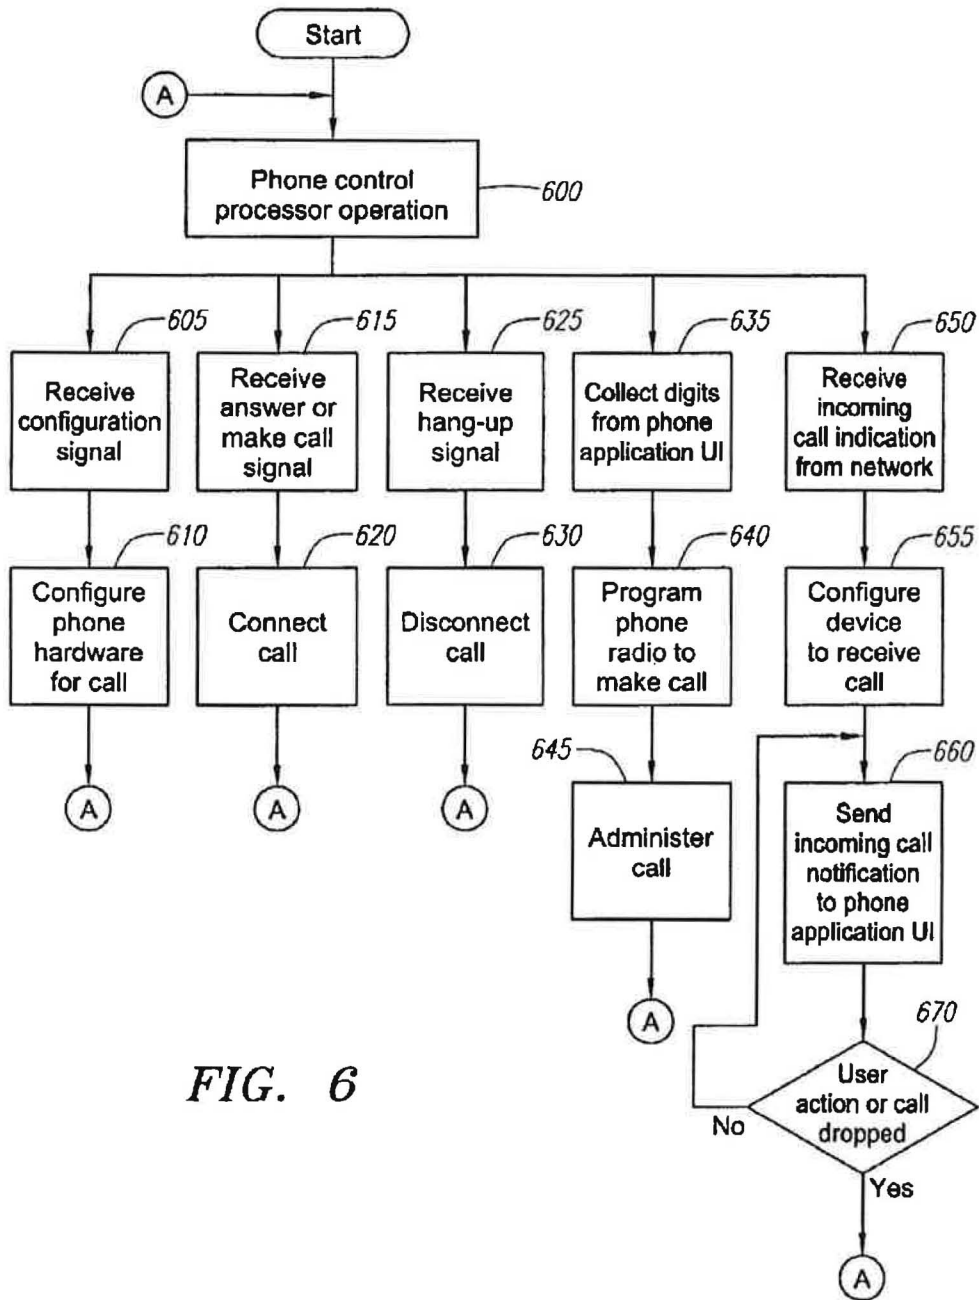 Start
A
Phone control
processor operation
600
605
615
625
635
650
Receive
configuration
signal
Receive
answer or
make call
signal
Receive
hang-up
signal
Collect digits
from phone
application UI
Receive
incoming
call indication
from network
610
620
630
640
655
Configure
phone
hardware
for call
Connect
call
Disconnect
call
Program
phone
radio to
make call
Configure
device
to receive
call
A
A
A
645
660
Administer
call
Send
incoming call
notification
to phone
application UI
A
670
User
action or call
dropped
No
Yes
A
FIG. 6